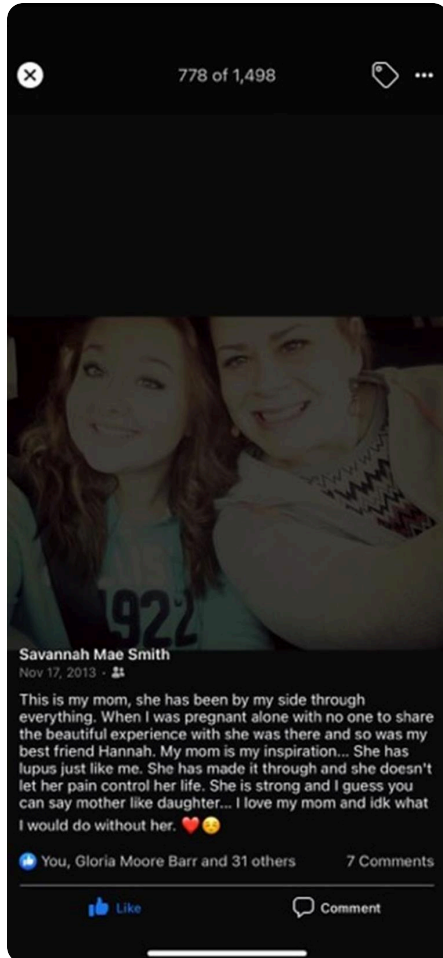 778 of 1,498
1922
Savannah Mae Smith
Nov 17, 2013 ·
This is my mom, she has been by my side through
everything. When I was pregnant alone with no one to share
the beautiful experience with she was there and so was my
best friend Hannah. My mom is my inspiration... She has
lupus just like me. She has made it through and she doesn't
let her pain control her life. She is strong and I guess you
can say mother like daughter... I love my mom and idk what
I would do without her. ❤️😌
You, Gloria Moore Barr and 31 others 7 Comments
Like Comment